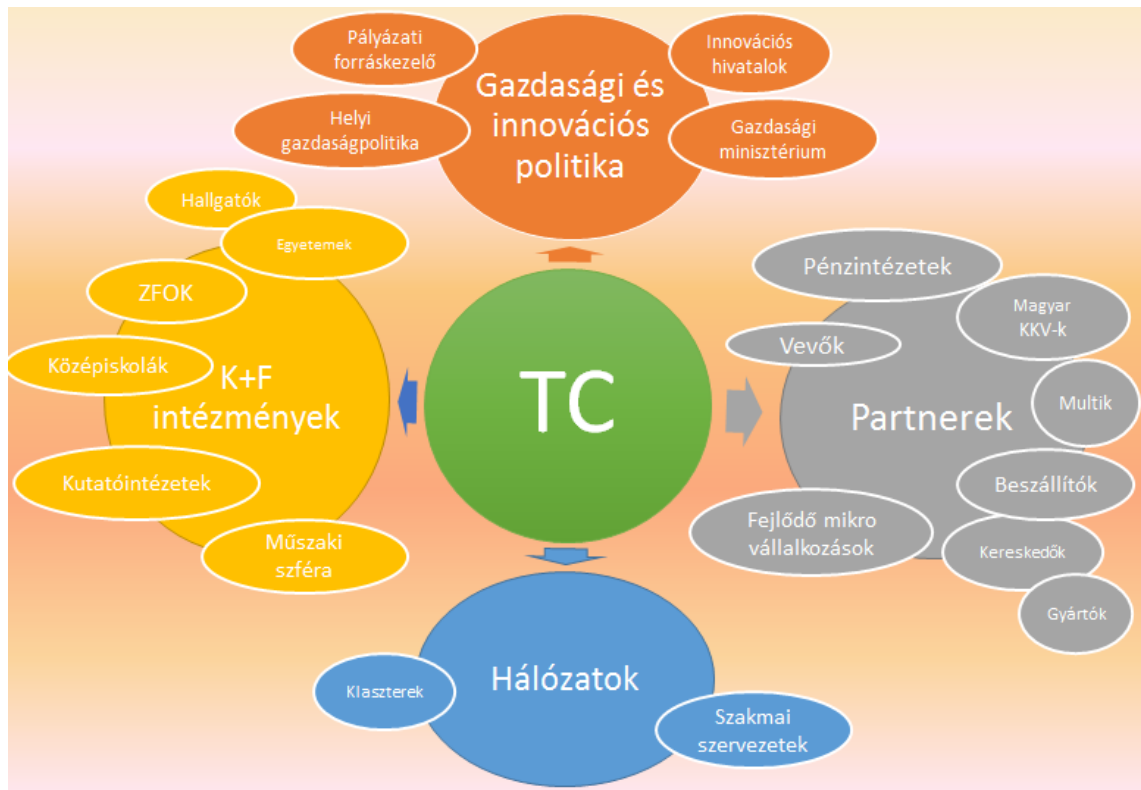 Pályázati
forráskezelő
Innovációs
hivatalok
Gazdasági és
innovációs
politika
Helyi
gazdaságpolitika
Gazdasági
minisztérium
Hallgatók
Egyetemek
ZFOK
Középiskolák
K+F
intézmények
Kutatóintézetek
Műszaki
szféra
TC
Pénzintézetek
Magyar
KKV-k
Vevők
Multik
Partnerek
Beszállítók
Fejlődő mikro
vállalkozások
Kereskedők
Gyártók
Hálózatok
Klaszterek
Szakmai
szervezetek